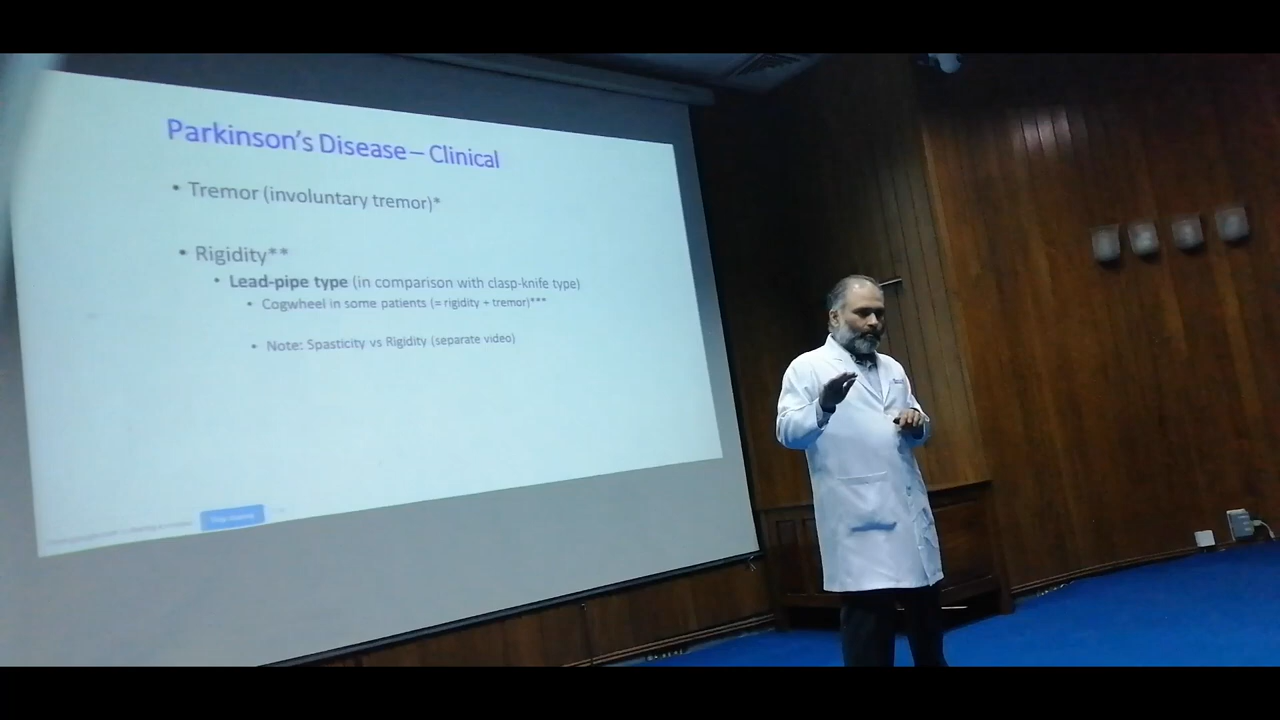 Parkinson's Disease – Clinical
• Tremor (involuntary tremor)*
• Rigidity**
• Lead-pipe type (in comparison with clasp-knife type)
• Cogwheel in some patients (= rigidity + tremor)***
• Note: Spasticity vs Rigidity (separate video)